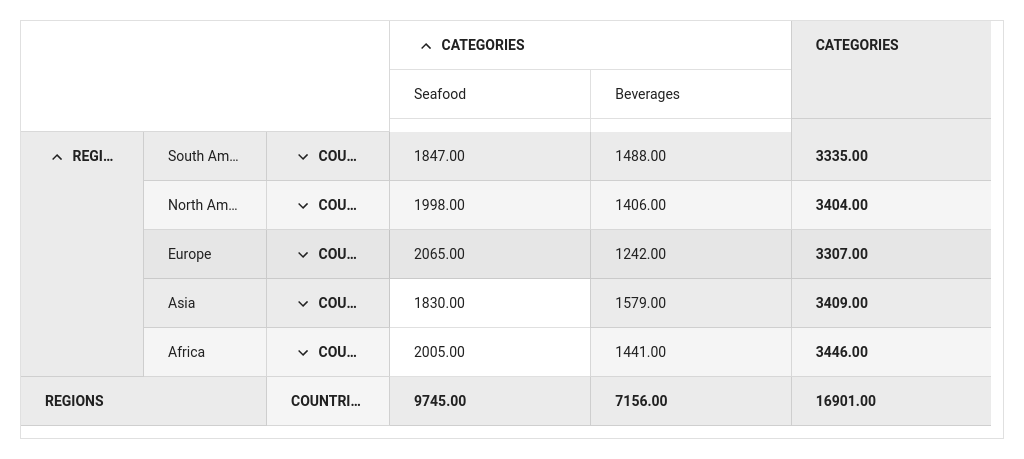 CATEGORIES CATEGORIES
Seafood Beverages
REGI... South Am... COU... 1847.00 1488.00 3335.00
North Am... COU... 1998.00 1406.00 3404.00
Europe COU... 2065.00 1242.00 3307.00
Asia COU... 1830.00 1579.00 3409.00
Africa COU... 2005.00 1441.00 3446.00
REGIONS COUNTRI... 9745.00 7156.00 16901.00